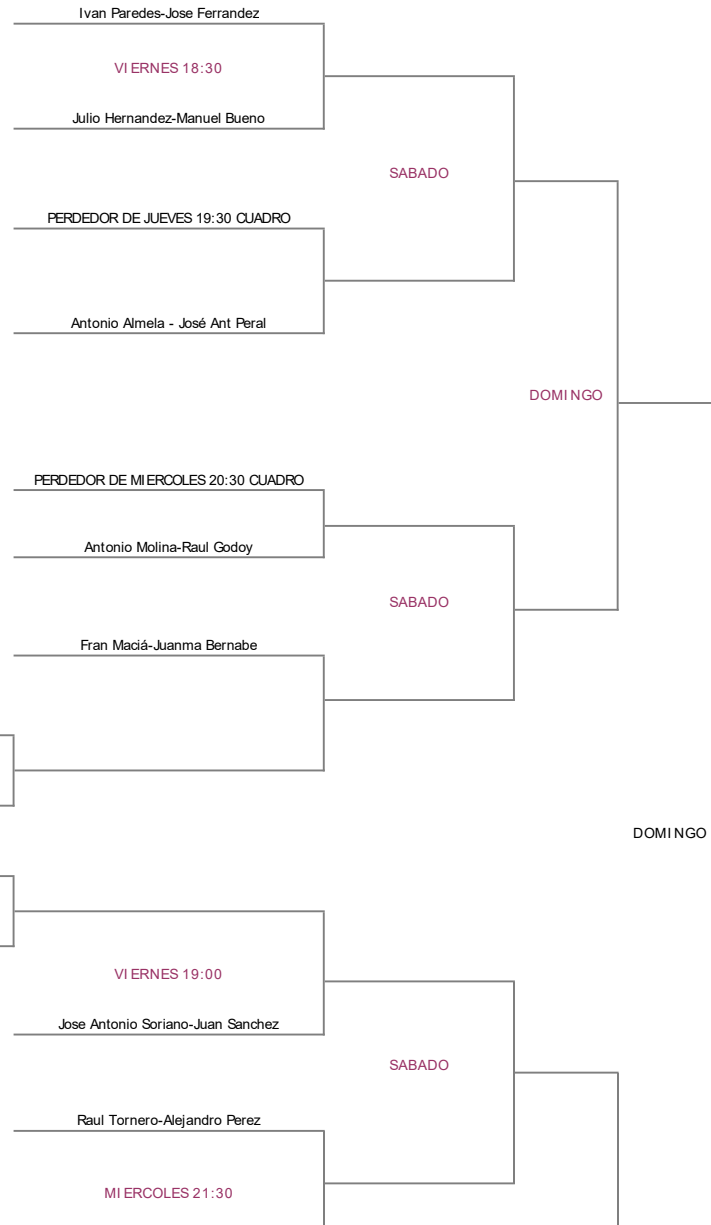 Ivan Paredes-Jose Ferrandez
VIERNES 18:30
Julio Hernandez-Manuel Bueno
SABADO
PERDEDOR DE JUEVES 19:30 CUADRO
Antonio Almela - José Ant Peral
DOMINGO
PERDEDOR DE MIERCOLES 20:30 CUADRO
Antonio Molina-Raul Godoy
SABADO
Fran Maciá-Juanma Bernabe
DOMINGO
VIERNES 19:00
Jose Antonio Soriano-Juan Sanchez
SABADO
Raul Tornero-Alejandro Perez
MIERCOLES 21:30